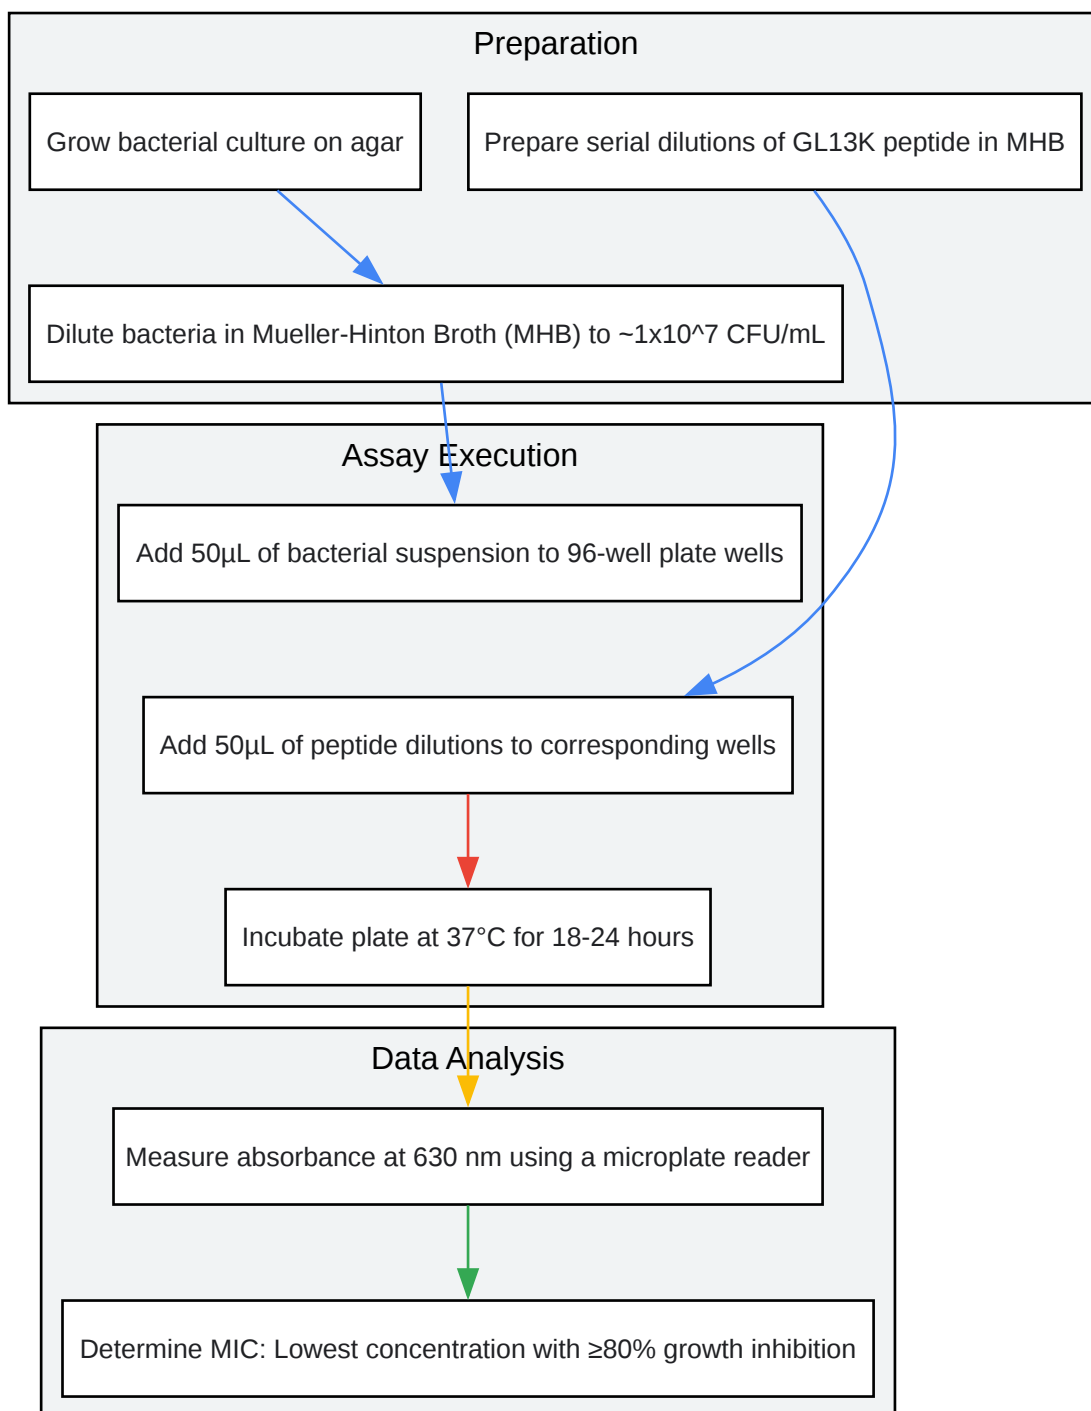 Preparation
Grow bacterial culture on agar
Prepare serial dilutions of GL13K peptide in MHB
Dilute bacteria in Mueller-Hinton Broth (MHB) to ~1x10^7 CFU/mL
Assay Execution
Add 50µL of bacterial suspension to 96-well plate wells
Add 50µL of peptide dilutions to corresponding wells
Incubate plate at 37°C for 18-24 hours
Data Analysis
Measure absorbance at 630 nm using a microplate reader
Determine MIC: Lowest concentration with ≥80% growth inhibition